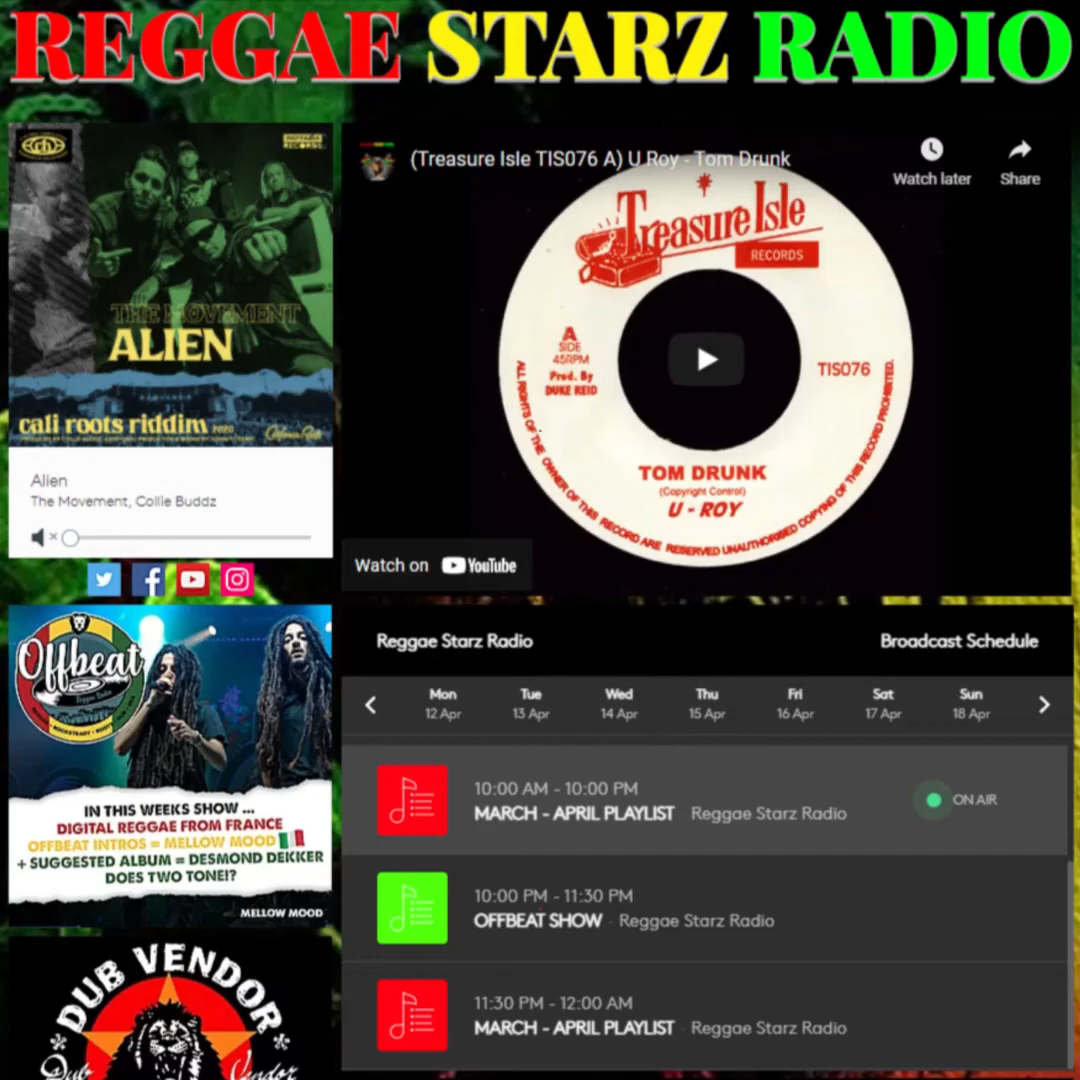 REGGAE STARZ RADIO
THE MOVEMENT
ALIEN
cali roots riddim 2020
Alien
The Movement, Collie Buddz
(Treasure Isle TIS076 A) U Roy - Tom Drunk
Watch later
Share
Treasure Isle
RECORDS
A
SIDE
45RPM
Prod. By
DUKE REID
TIS076
ALL RIGHTS OF THE OWNER OF THIS RECORD ARE RESERVED UNAUTHORISED COPYING OF THIS RECORD PROHIBITED.
TOM DRUNK
(Copyright Control)
U - ROY
Watch on YouTube
Offbeat
Reggae Radio
IN THIS WEEKS SHOW ...
DIGITAL REGGAE FROM FRANCE
OFFBEAT INTROS = MELLOW MOOD
+ SUGGESTED ALBUM = DESMOND DEKKER
DOES TWO TONE!?
MELLOW MOOD
DUB VENDOR
Dub Vendor
Reggae Starz Radio
Broadcast Schedule
Mon Tue Wed Thu Fri Sat Sun
12 Apr 13 Apr 14 Apr 15 Apr 16 Apr 17 Apr 18 Apr
10:00 AM - 10:00 PM
MARCH - APRIL PLAYLIST Reggae Starz Radio
ON AIR
10:00 PM - 11:30 PM
OFFBEAT SHOW - Reggae Starz Radio
11:30 PM - 12:00 AM
MARCH - APRIL PLAYLIST - Reggae Starz Radio